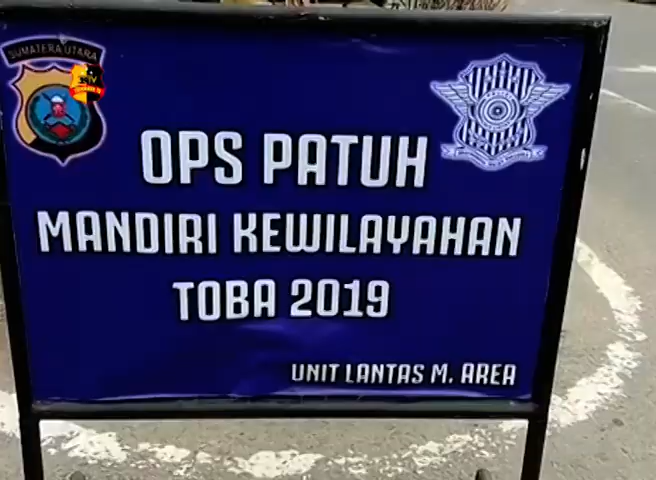 SUMATERA UTARA
OPS PATUH
MANDIRI KEWILAYAHAN
TOBA 2019
UNIT LANTAS M. AREA